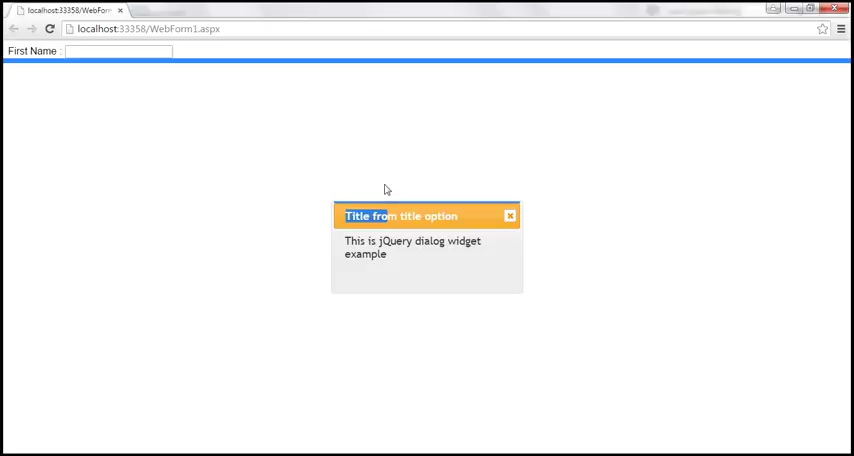 localhost:33358/WebForm
localhost:33358/WebForm1.aspx
First Name :
Title from title option
This is jQuery dialog widget
example